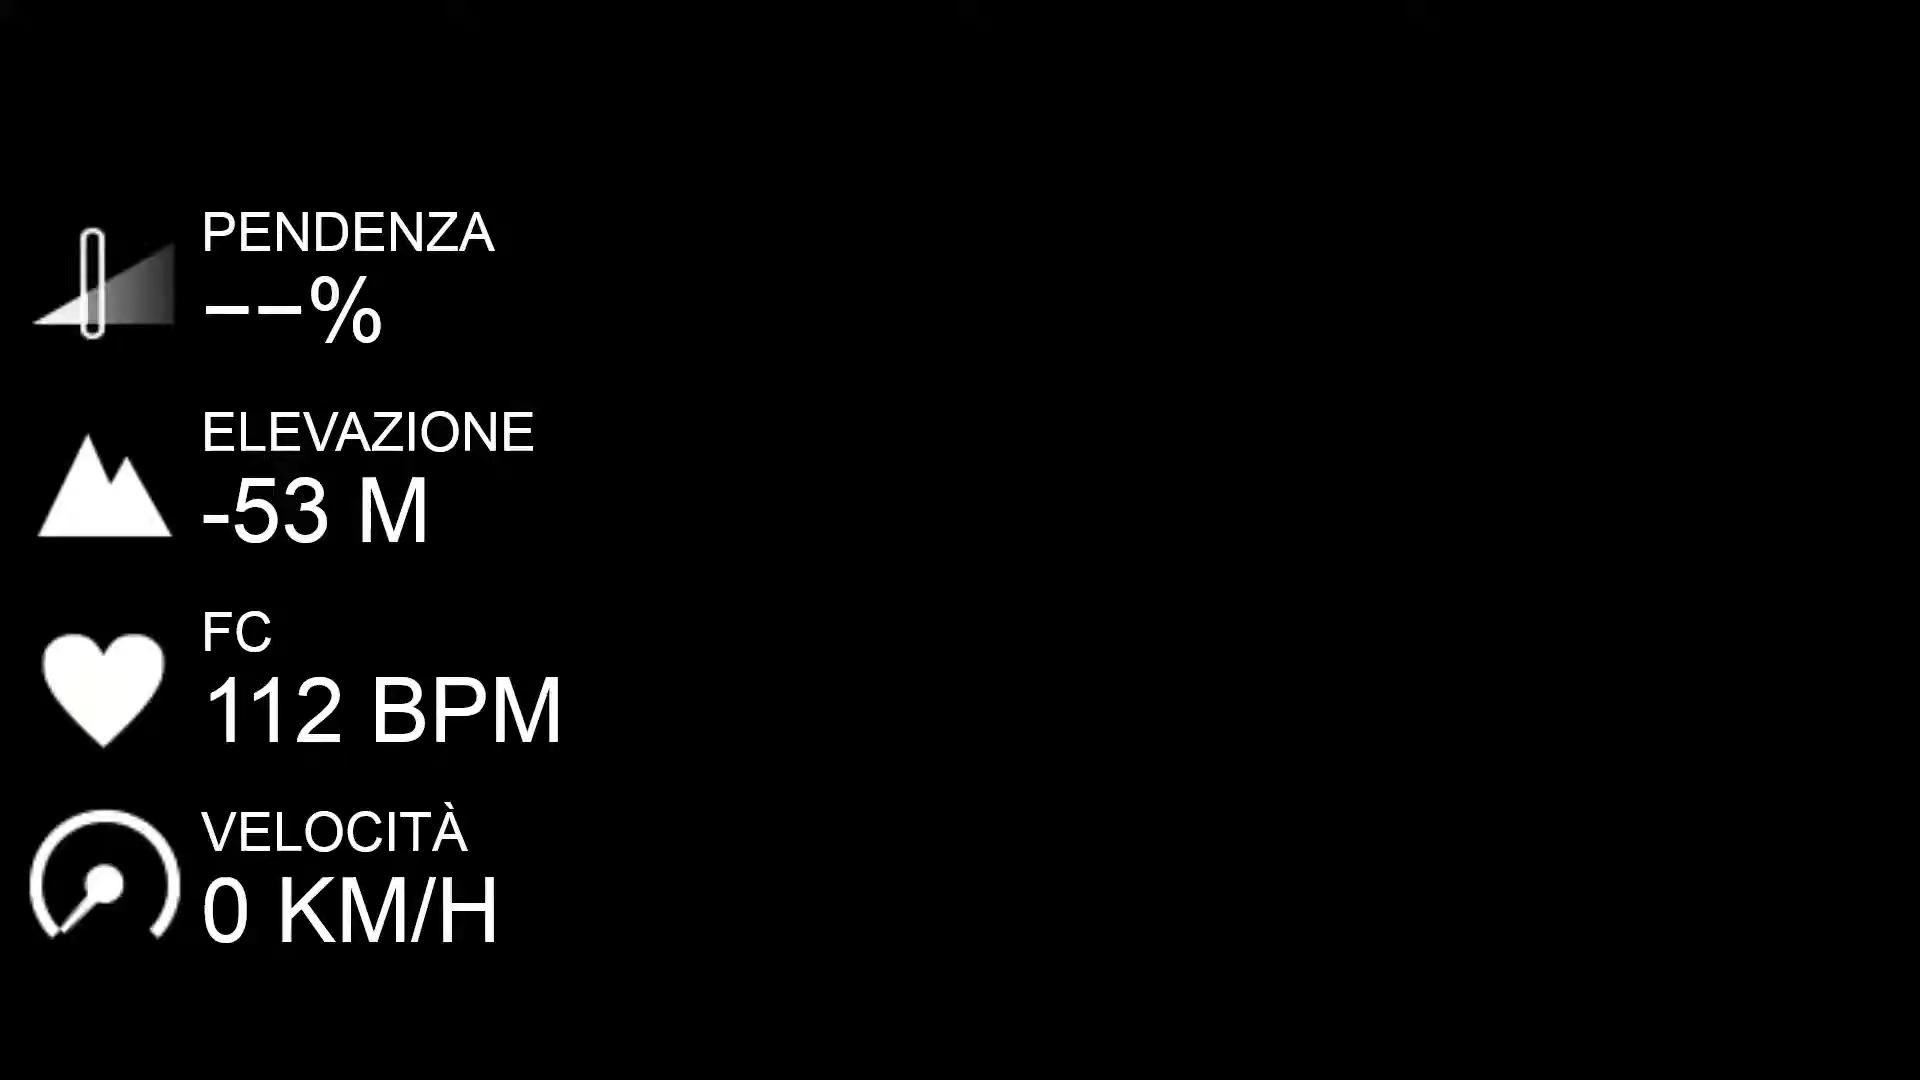 PENDENZA
--%
ELEVAZIONE
-53 M
FC
112 BPM
VELOCITÀ
0 KM/H